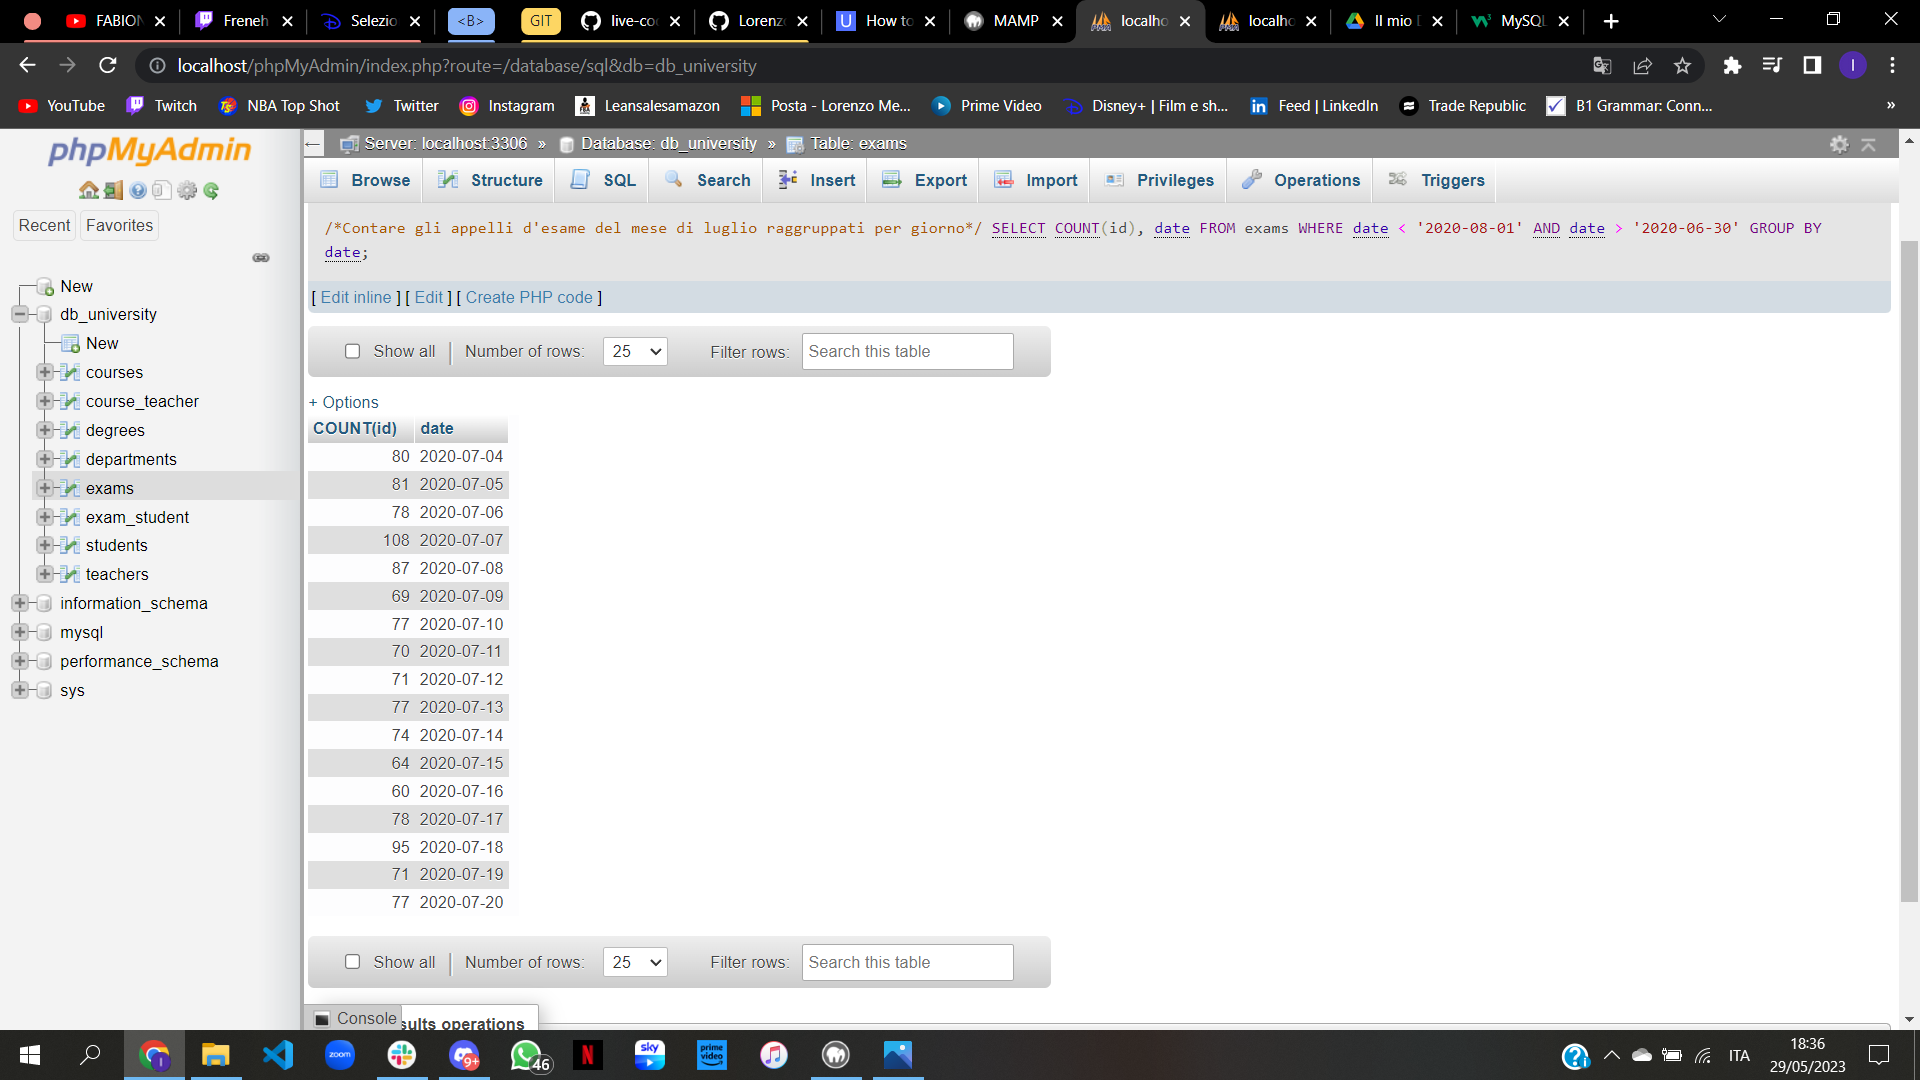 FABION
Freneh
Selezio
<B>
GIT
live-co
Lorenz
How to
MAMP
localho
localho
Il mio D
MySQL
localhost/phpMyAdmin/index.php?route=/database/sql&db=db_university
YouTube
Twitch
NBA Top Shot
Twitter
Instagram
Leansalesamazon
Posta - Lorenzo Me...
Prime Video
Disney+ | Film e sh...
Feed | LinkedIn
Trade Republic
B1 Grammar: Conn...
»
phpMyAdmin
Recent
Favorites
New
db_university
New
courses
course_teacher
degrees
departments
exams
exam_student
students
teachers
information_schema
mysql
performance_schema
sys
Server: localhost:3306 » Database: db_university » Table: exams
Browse
Structure
SQL
Search
Insert
Export
Import
Privileges
Operations
Triggers
/*Contare gli appelli d'esame del mese di luglio raggruppati per giorno*/ SELECT COUNT(id), date FROM exams WHERE date < '2020-08-01' AND date > '2020-06-30' GROUP BY
date;
[ Edit inline ] [ Edit ] [ Create PHP code ]
Show all | Number of rows: 25 Filter rows: Search this table
+ Options
COUNT(id) date
80 2020-07-04
81 2020-07-05
78 2020-07-06
108 2020-07-07
87 2020-07-08
69 2020-07-09
77 2020-07-10
70 2020-07-11
71 2020-07-12
77 2020-07-13
74 2020-07-14
64 2020-07-15
60 2020-07-16
78 2020-07-17
95 2020-07-18
71 2020-07-19
77 2020-07-20
Show all | Number of rows: 25 Filter rows: Search this table
Console
sults operations
zoom
9+
46
N
sky
prime video
ITA
18:36
29/05/2023